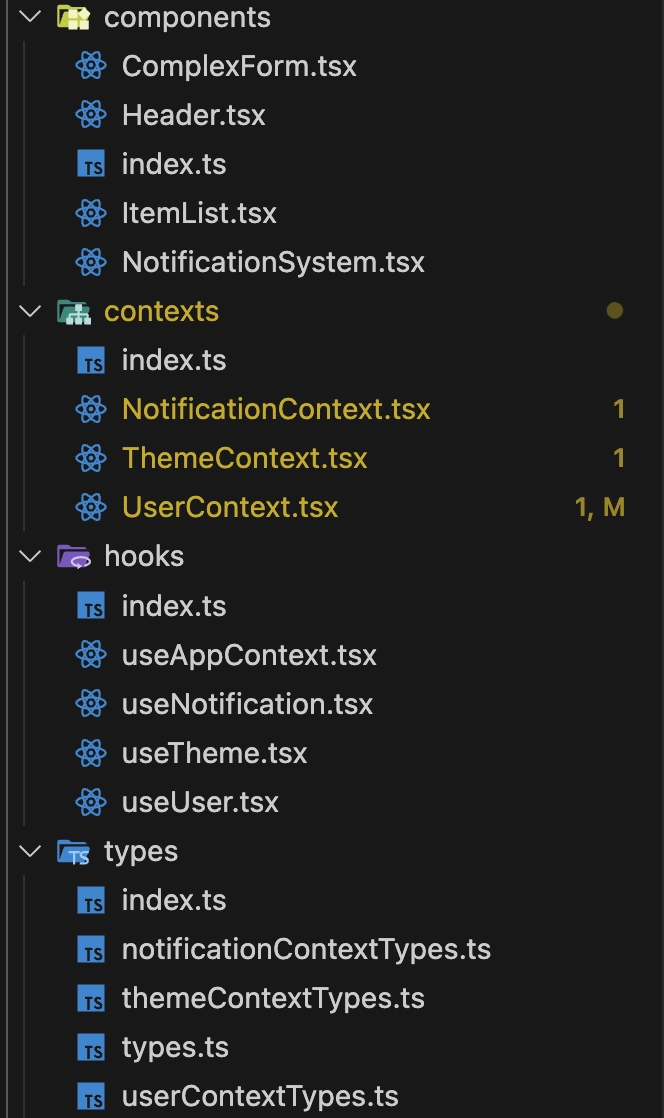 components
ComplexForm.tsx
Header.tsx
TS index.ts
ItemList.tsx
NotificationSystem.tsx
contexts
TS index.ts
NotificationContext.tsx 1
ThemeContext.tsx 1
UserContext.tsx 1, M
hooks
TS index.ts
useAppContext.tsx
useNotification.tsx
useTheme.tsx
useUser.tsx
TS types
TS index.ts
TS notificationContextTypes.ts
TS themeContextTypes.ts
TS types.ts
TS userContextTypes.ts